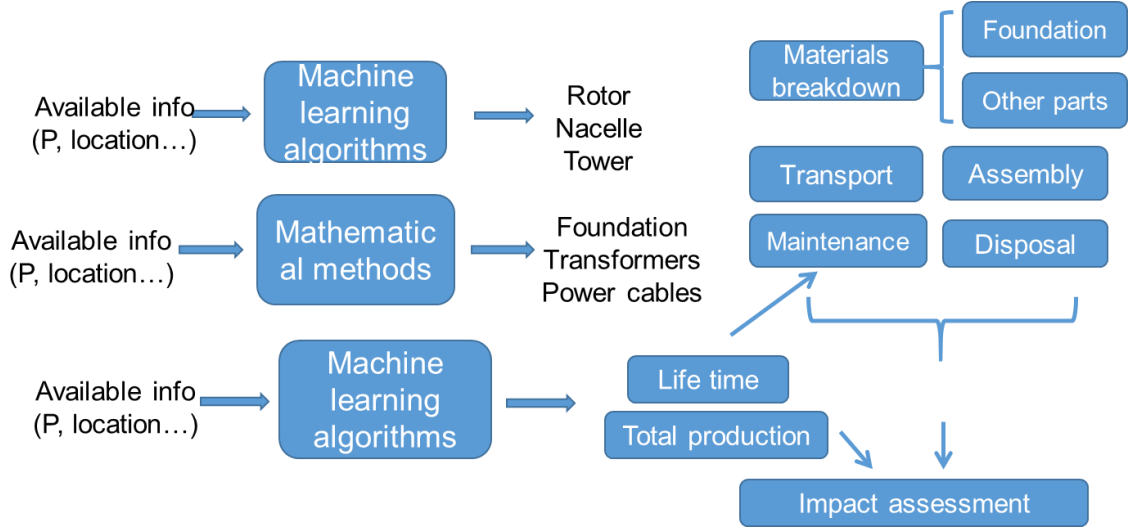 Available info
(P, location…)
Machine
learning
algorithms
Rotor
Nacelle
Tower
Available info
(P, location…)
Mathematic
al methods
Foundation
Transformers
Power cables
Available info
(P, location…)
Machine
learning
algorithms
Life time
Total production
Materials
breakdown
Foundation
Other parts
Transport
Assembly
Maintenance
Disposal
Impact assessment